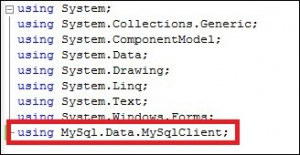 using System;
using System.Collections.Generic;
using System.ComponentModel;
using System.Data;
using System.Drawing;
using System.Linq;
using System.Text;
using System.Windows.Forms;
using MySql.Data.MySqlClient;